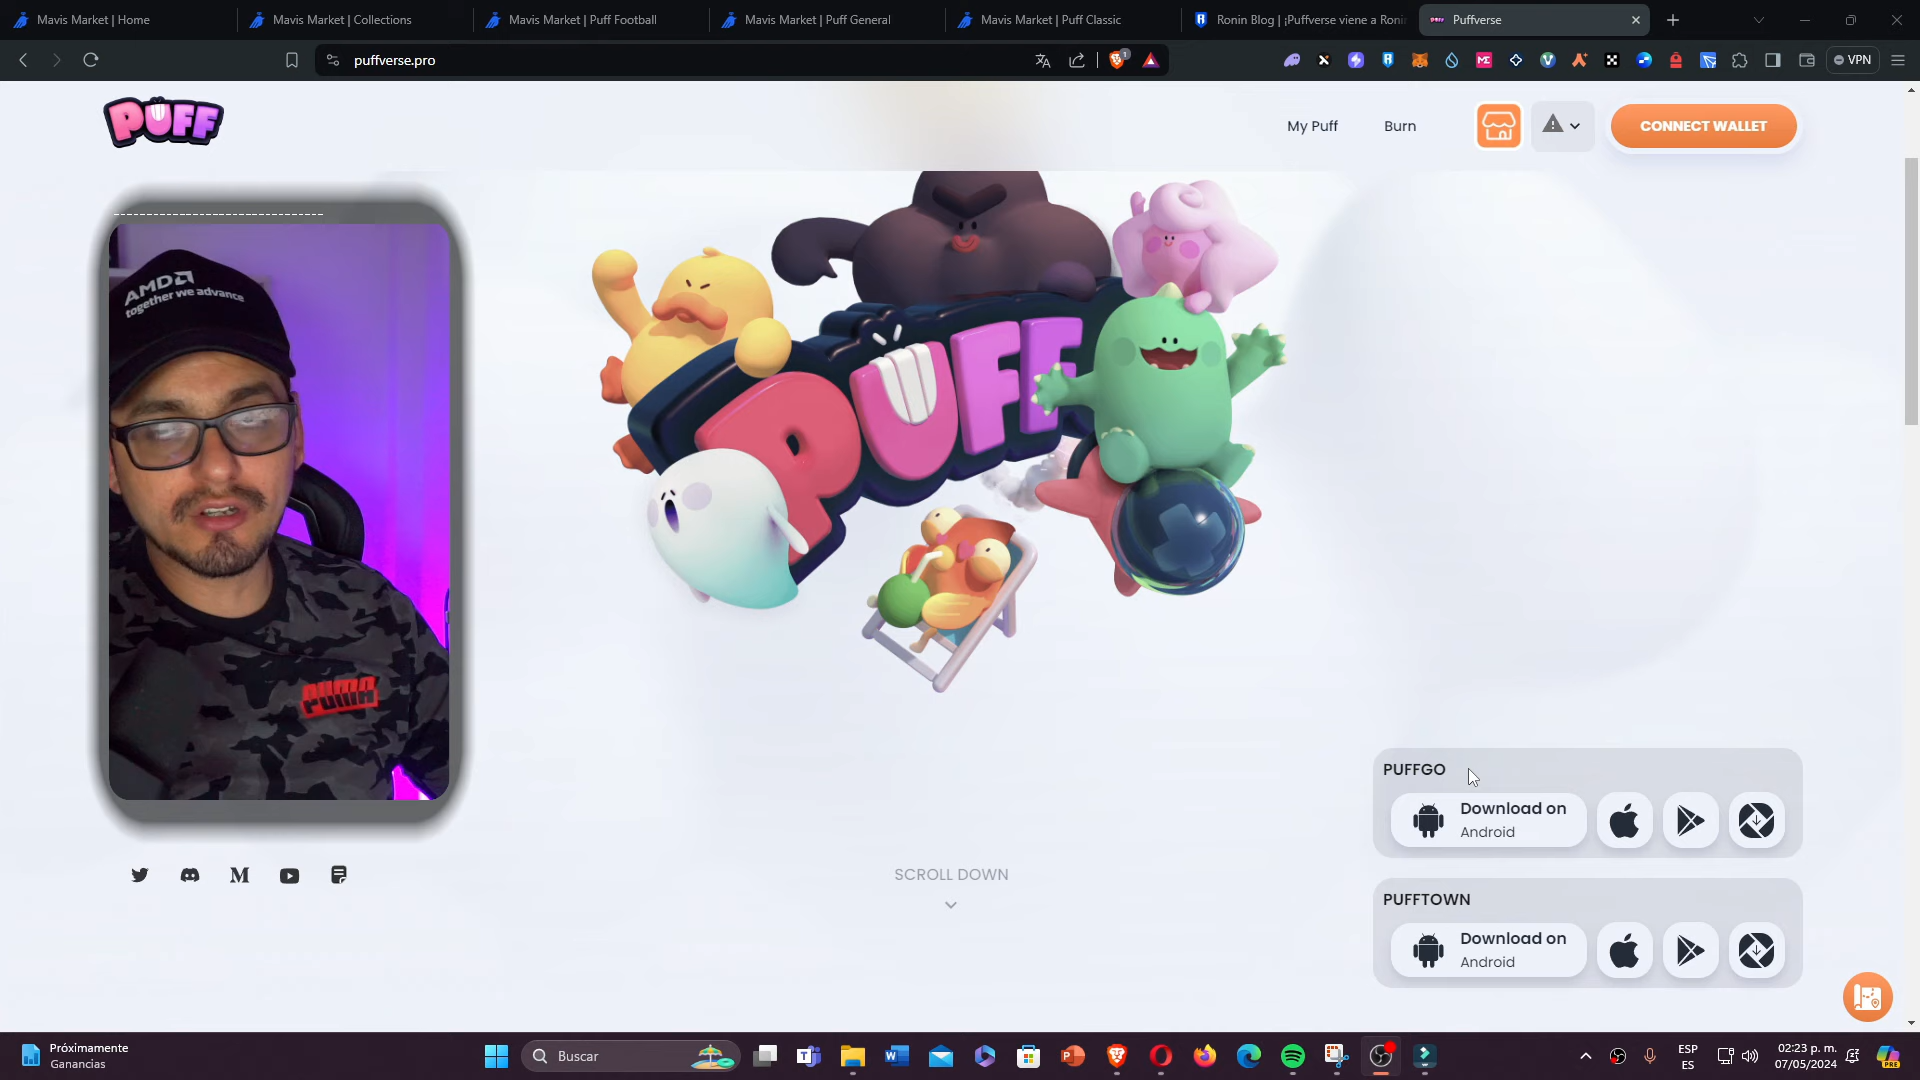 Mavis Market | Home
Mavis Market | Collections
Mavis Market | Puff Football
Mavis Market | Puff General
Mavis Market | Puff Classic
Ronin Blog | ¡Puffverse viene a Ronin
Puffverse
puffverse.pro
1
VPN
PUFF
My Puff
Burn
CONNECT WALLET
AMD
together we advance_
PUFF
PUMA
PUFFGO
Download on
Android
SCROLL DOWN
PUFFTOWN
Download on
Android
Próximamente
Ganancias
Buscar
ESP
ES
02:23 p. m.
07/05/2024
PRE